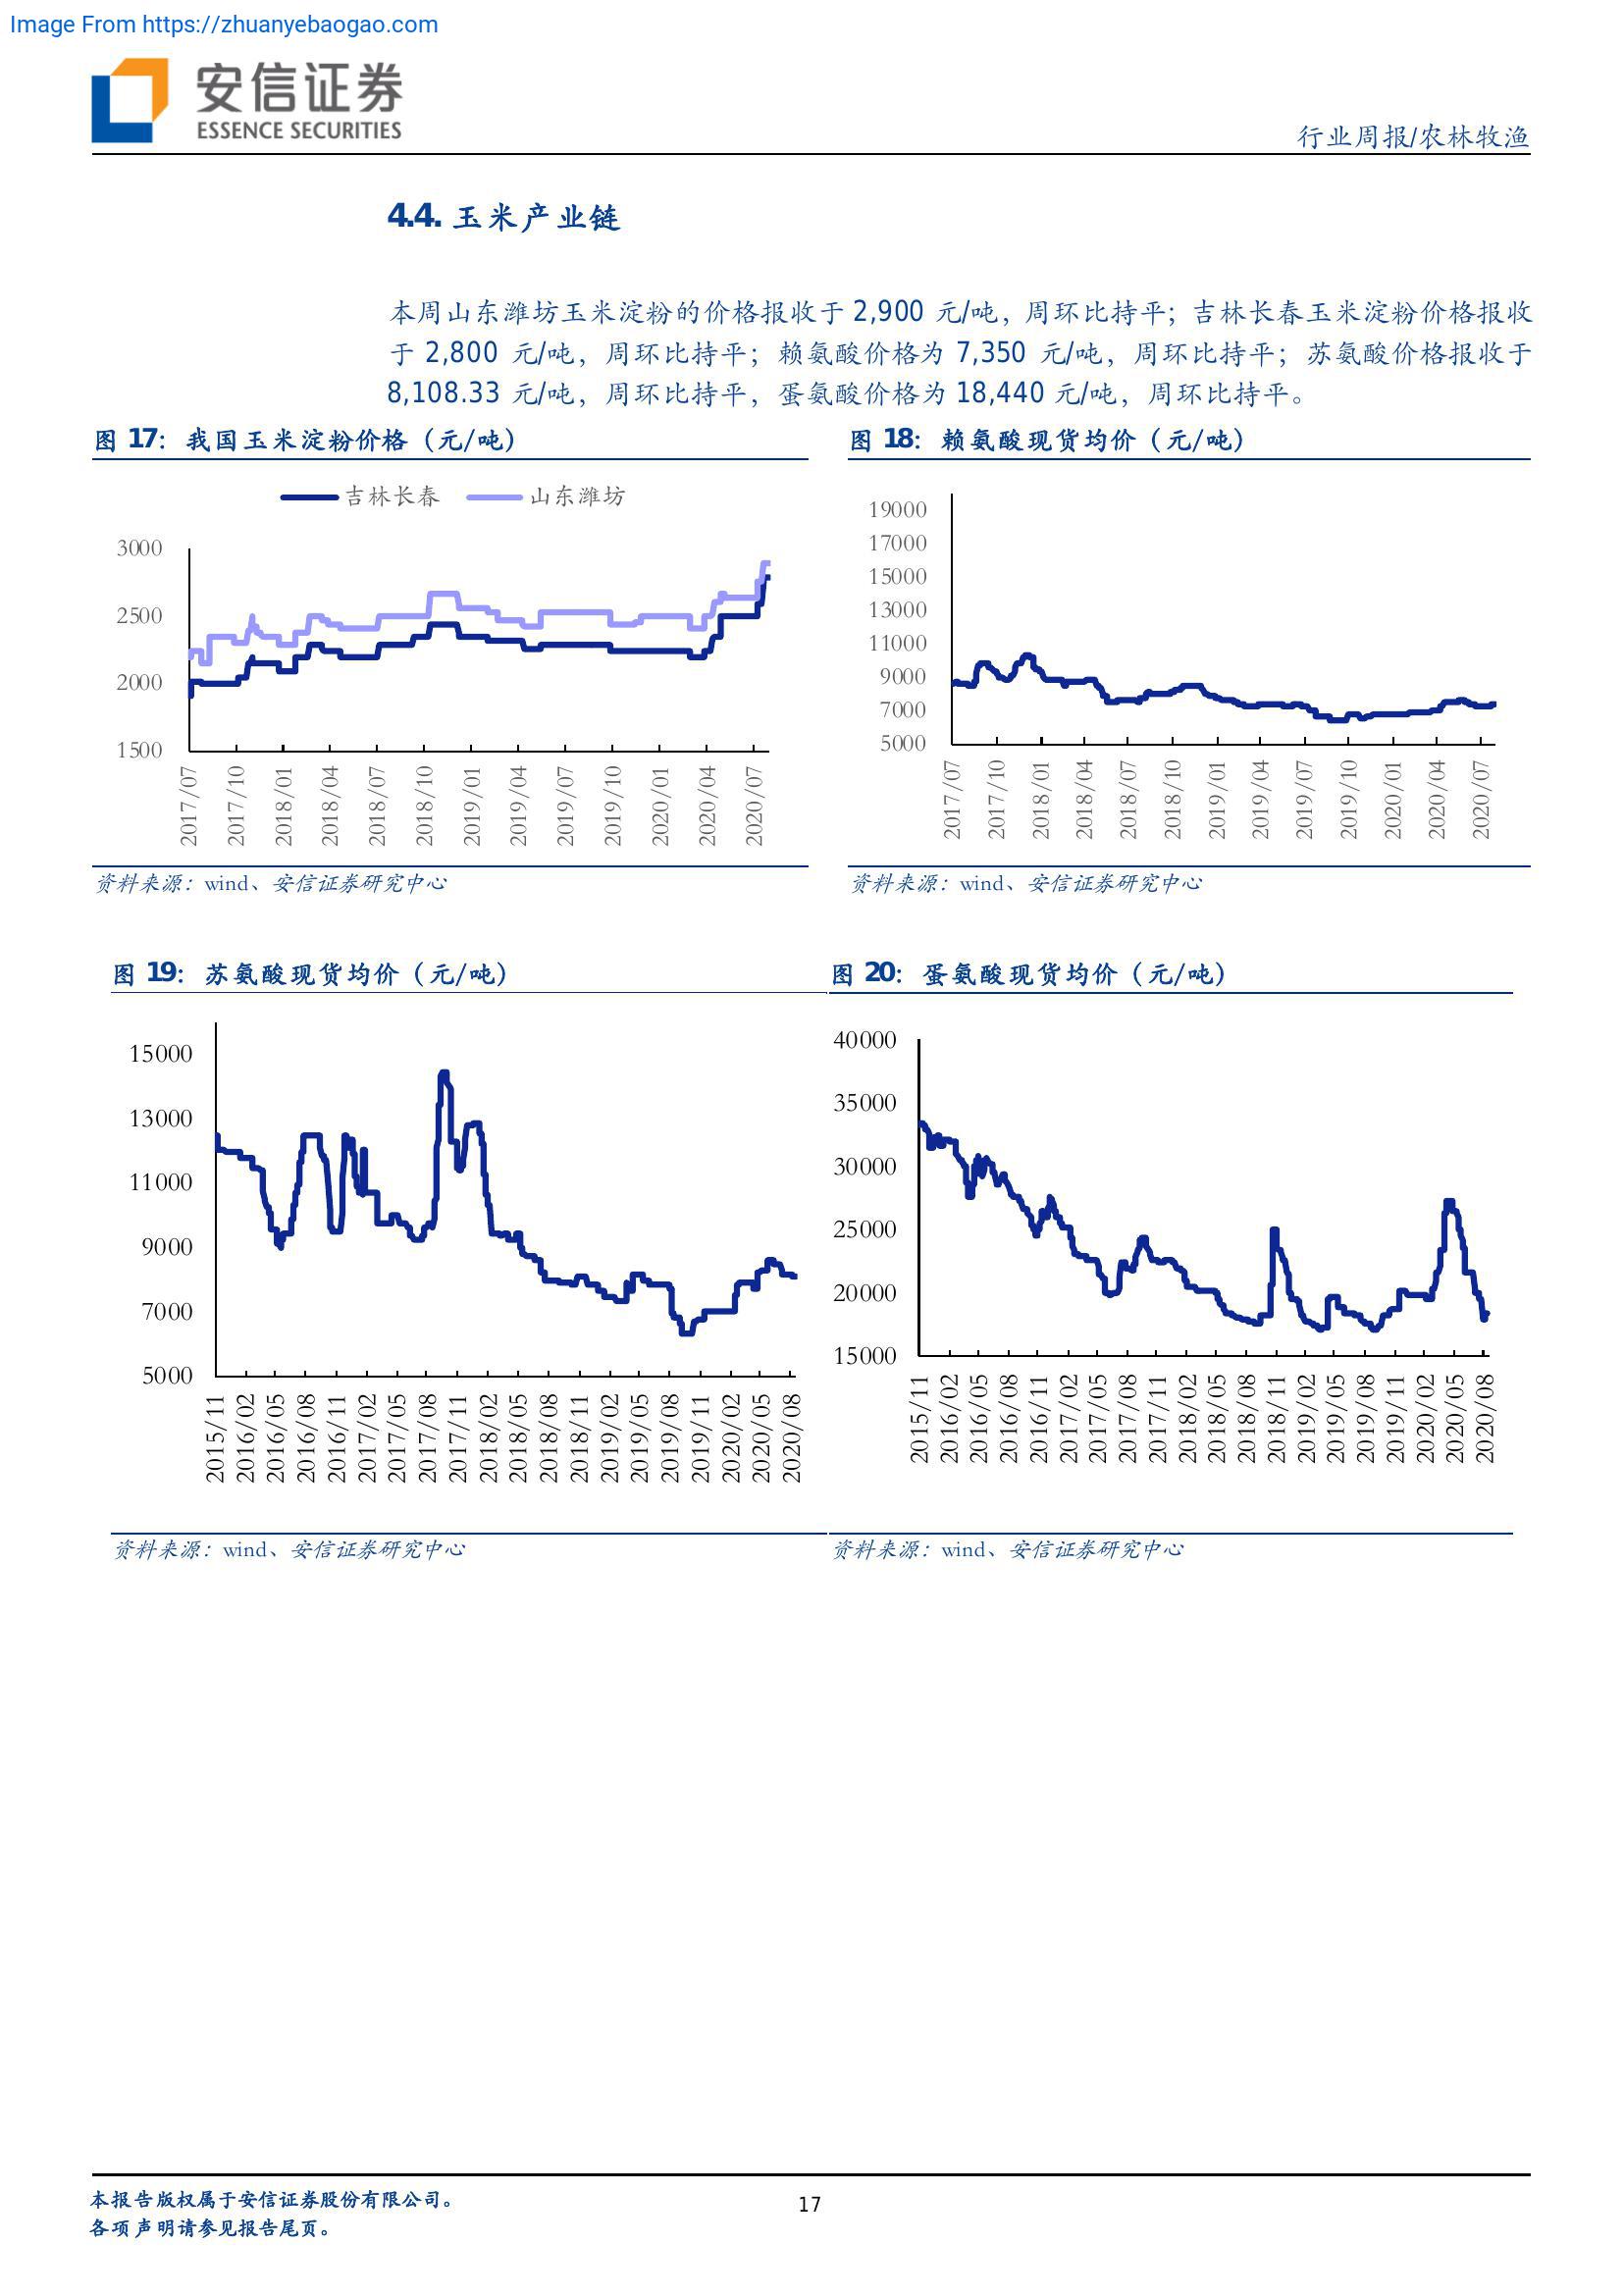 Image From https://zhuanyebaogao.com
安信证券
ESSENCE SECURITIES
行业周报/农林牧渔
4.4. 玉米产业链
本周山东潍坊玉米淀粉的价格报收于 2,900 元/吨，周环比持平；吉林长春玉米淀粉价格报收
于 2,800 元/吨，周环比持平；赖氨酸价格为 7,350 元/吨，周环比持平；苏氨酸价格报收于
8,108.33 元/吨，周环比持平，蛋氨酸价格为 18,440 元/吨，周环比持平。
图 17：我国玉米淀粉价格（元/吨）
吉林长春 山东潍坊
3000
2500
2000
1500
2017/07 2017/10 2018/01 2018/04 2018/07 2018/10 2019/01 2019/04 2019/07 2019/10 2020/01 2020/04 2020/07
资料来源：wind、安信证券研究中心
图 18：赖氨酸现货均价（元/吨）
19000
17000
15000
13000
11000
9000
7000
5000
2017/07 2017/10 2018/01 2018/04 2018/07 2018/10 2019/01 2019/04 2019/07 2019/10 2020/01 2020/04 2020/07
资料来源：wind、安信证券研究中心
图 19：苏氨酸现货均价（元/吨）
15000
13000
11000
9000
7000
5000
2015/11 2016/02 2016/05 2016/08 2016/11 2017/02 2017/05 2017/08 2017/11 2018/02 2018/05 2018/08 2018/11 2019/02 2019/05 2019/08 2019/11 2020/02 2020/05 2020/08
资料来源：wind、安信证券研究中心
图 20：蛋氨酸现货均价（元/吨）
40000
35000
30000
25000
20000
15000
2015/11 2016/02 2016/05 2016/08 2016/11 2017/02 2017/05 2017/08 2017/11 2018/02 2018/05 2018/08 2018/11 2019/02 2019/05 2019/08 2019/11 2020/02 2020/05 2020/08
资料来源：wind、安信证券研究中心
本报告版权属于安信证券股份有限公司。
17
各项声明请参见报告尾页。